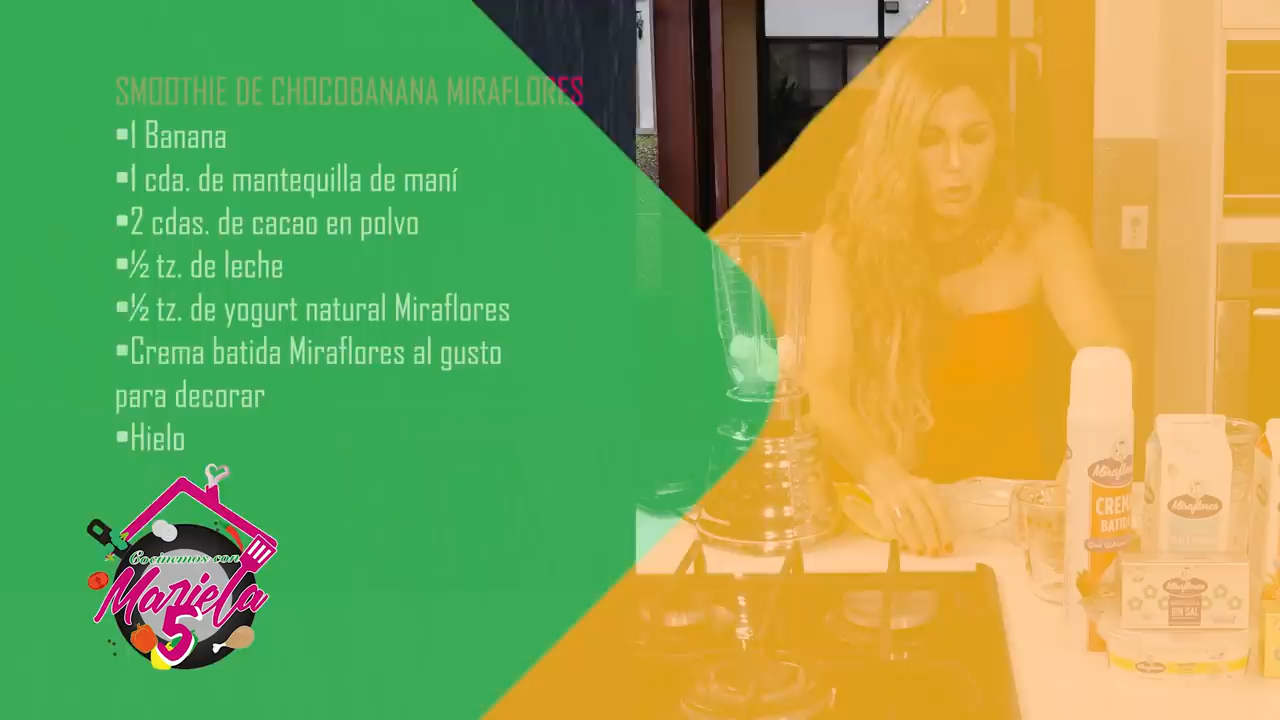 SMOOTHIE DE CHOCOBANANA MIRAFLORES
▪1 Banana
▪1 cda. de mantequilla de maní
▪2 cdas. de cacao en polvo
▪½ tz. de leche
▪½ tz. de yogurt natural Miraflores
▪Crema batida Miraflores al gusto
para decorar
▪Hielo
Cocinemos con
Mariela
5
Miraflores
CREMA
BATIDA
Miraflores
Miraflores
SIN SAL